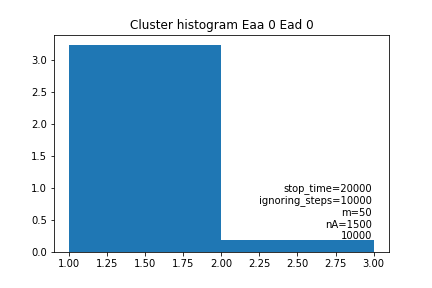 Cluster histogram Eaa 0 Ead 0
3.0
2.5
2.0
1.5
1.0
0.5
0.0
stop_time=20000
ignoring_steps=10000
m=50
nA=1500
10000
1.00 1.25 1.50 1.75 2.00 2.25 2.50 2.75 3.00